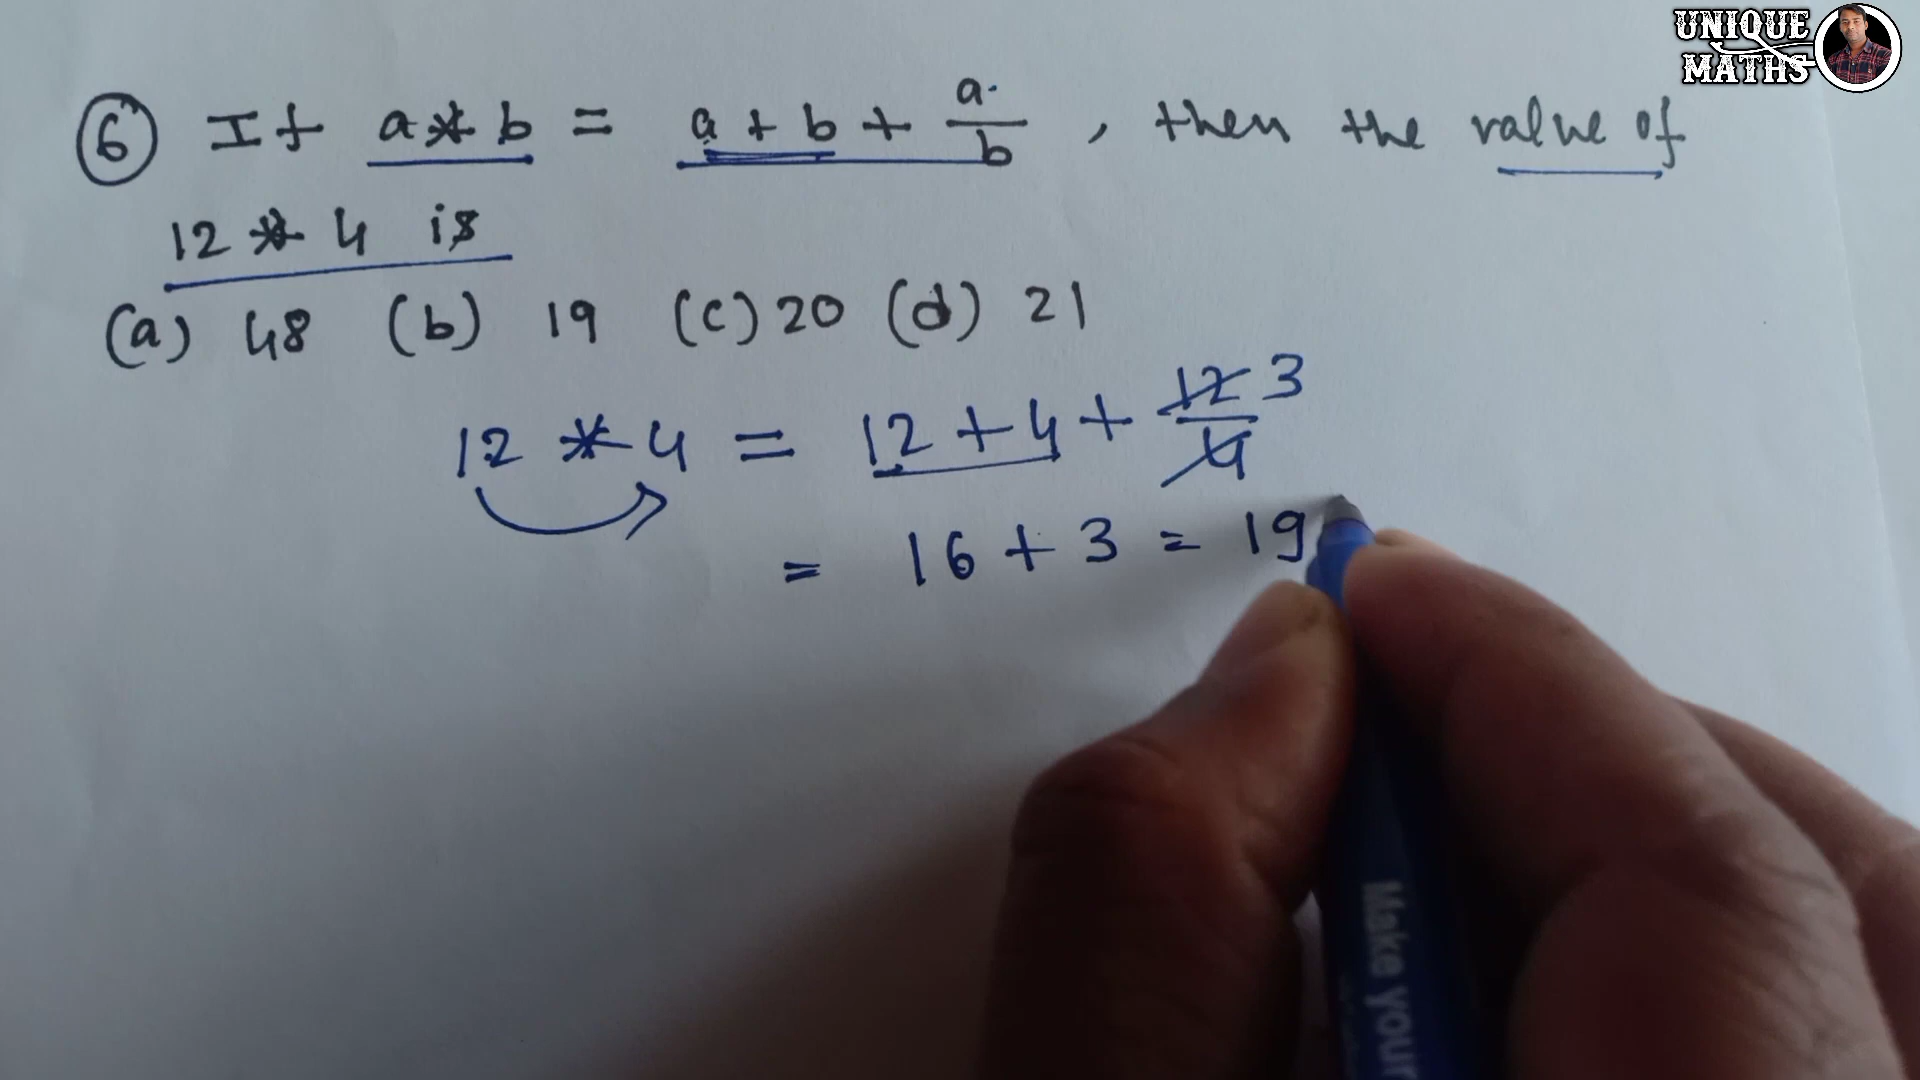 UNIQUE
MATHS
6 If a * b = a + b + a/b , then the value of
12 * 4 is
(a) 48 (b) 19 (c) 20 (d) 21
12 * 4 = 12 + 4 + 12/4 3
= 16 + 3 = 19
Make your